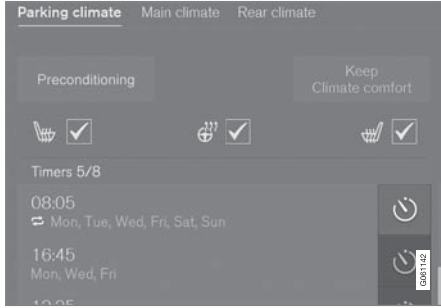 Parking climate Main climate Rear climate
Preconditioning
Keep
Climate comfort
Timers 5/8
08:05
Mon, Tue, Wed, Fri, Sat, Sun
16:45
Mon, Wed, Fri
G061142